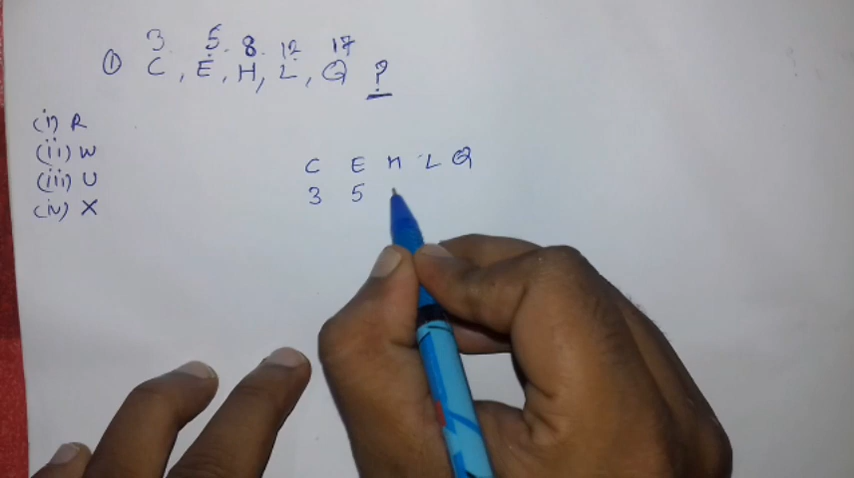 3 5 8 12 17
① C, E, H, L, Q ?
(i) R
(ii) W
(iii) U
(iv) X
C E H L Q
3 5